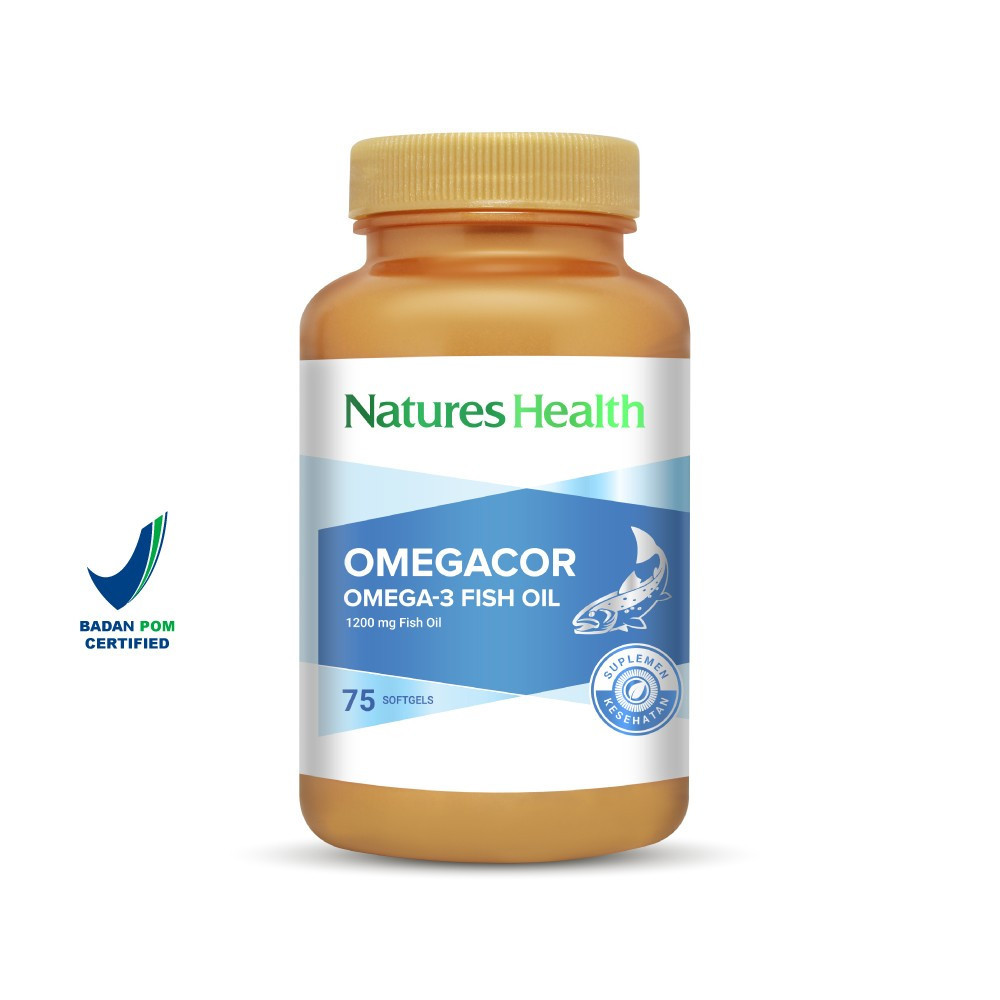 Natures Health
OMEGACOR
OMEGA-3 FISH OIL
1200 mg Fish Oil
75 SOFTGELS
SUPLEMEN
KESEHATAN
BADAN POM
CERTIFIED